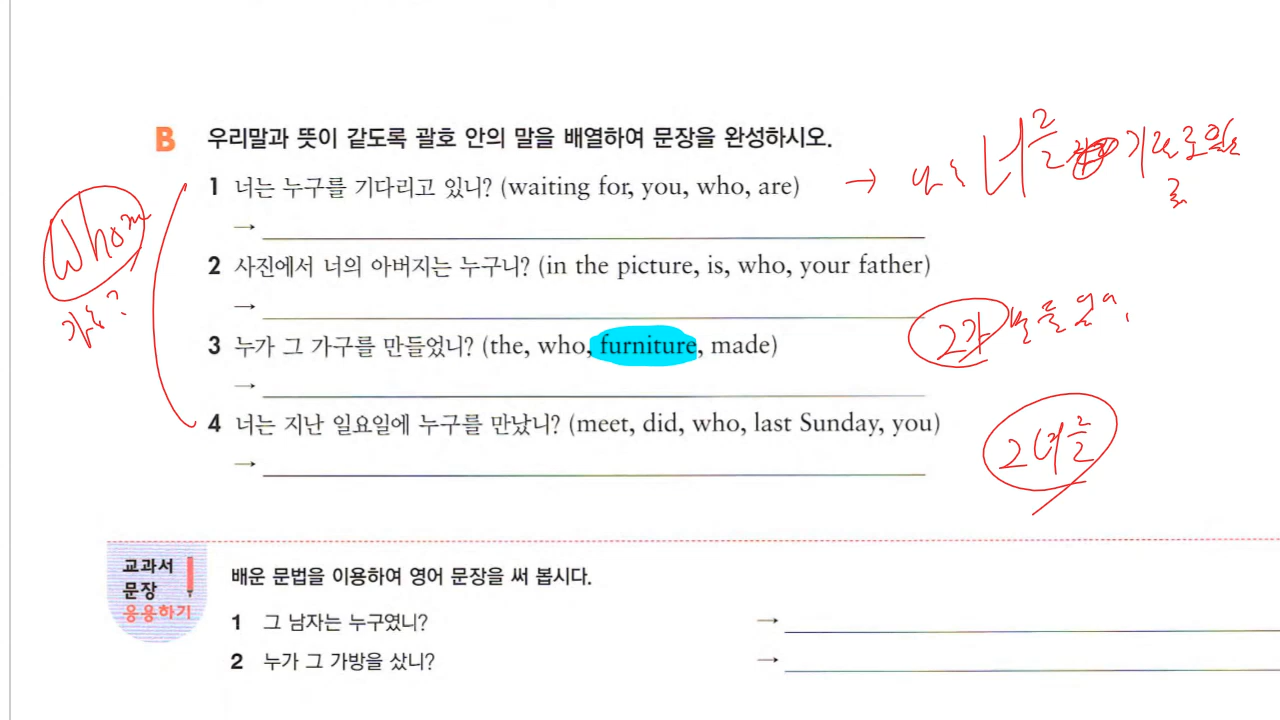 B 우리말과 뜻이 같도록 괄호 안의 말을 배열하여 문장을 완성하시오.
1 너는 누구를 기다리고 있니? (waiting for, you, who, are) → 나는 너를
→
whom
가능?
2 사진에서 너의 아버지는 누구니? (in the picture, is, who, your father)
→
3 누가 그 가구를 만들었니? (the, who, furniture, made)
→
4 너는 지난 일요일에 누구를 만났니? (meet, did, who, last Sunday, you)
→
교과서
문장
응용하기
배운 문법을 이용하여 영어 문장을 써 봅시다.
1 그 남자는 누구였니? →
2 누가 그 가방을 샀니? →